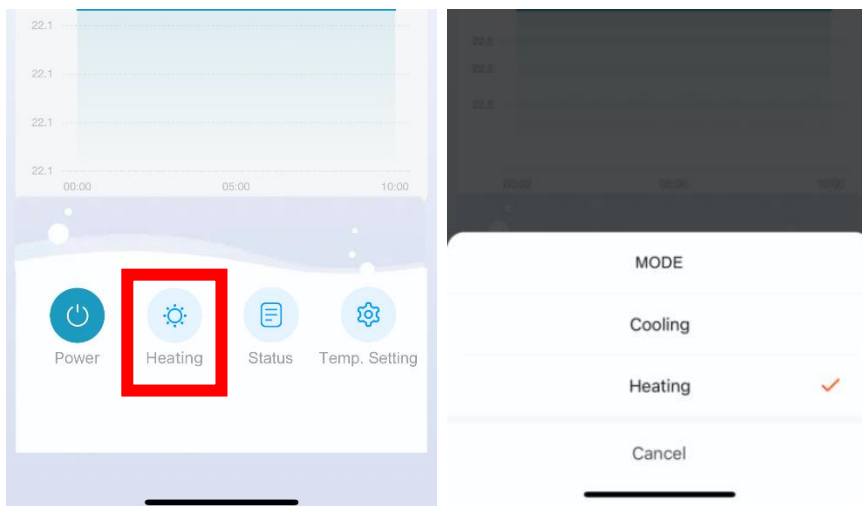 22.1
22.1
22.1
22.1
00:00 05:00 10:00
Power Heating Status Temp. Setting
MODE
Cooling
Heating
Cancel